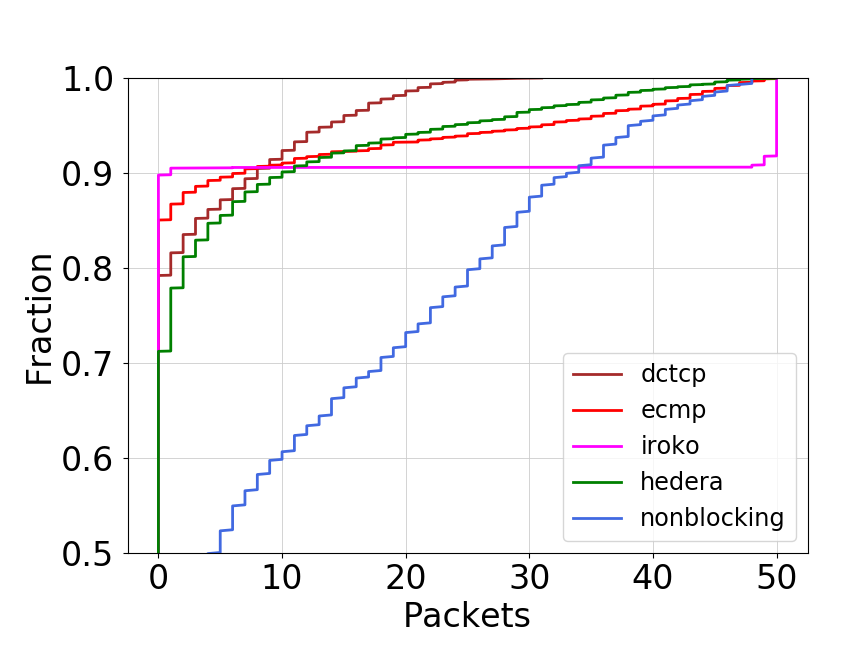 1.0
0.9
0.8
0.7
0.6
0.5
Fraction
0 10 20 30 40 50
Packets
dctcp
ecmp
iroko
hedera
nonblocking